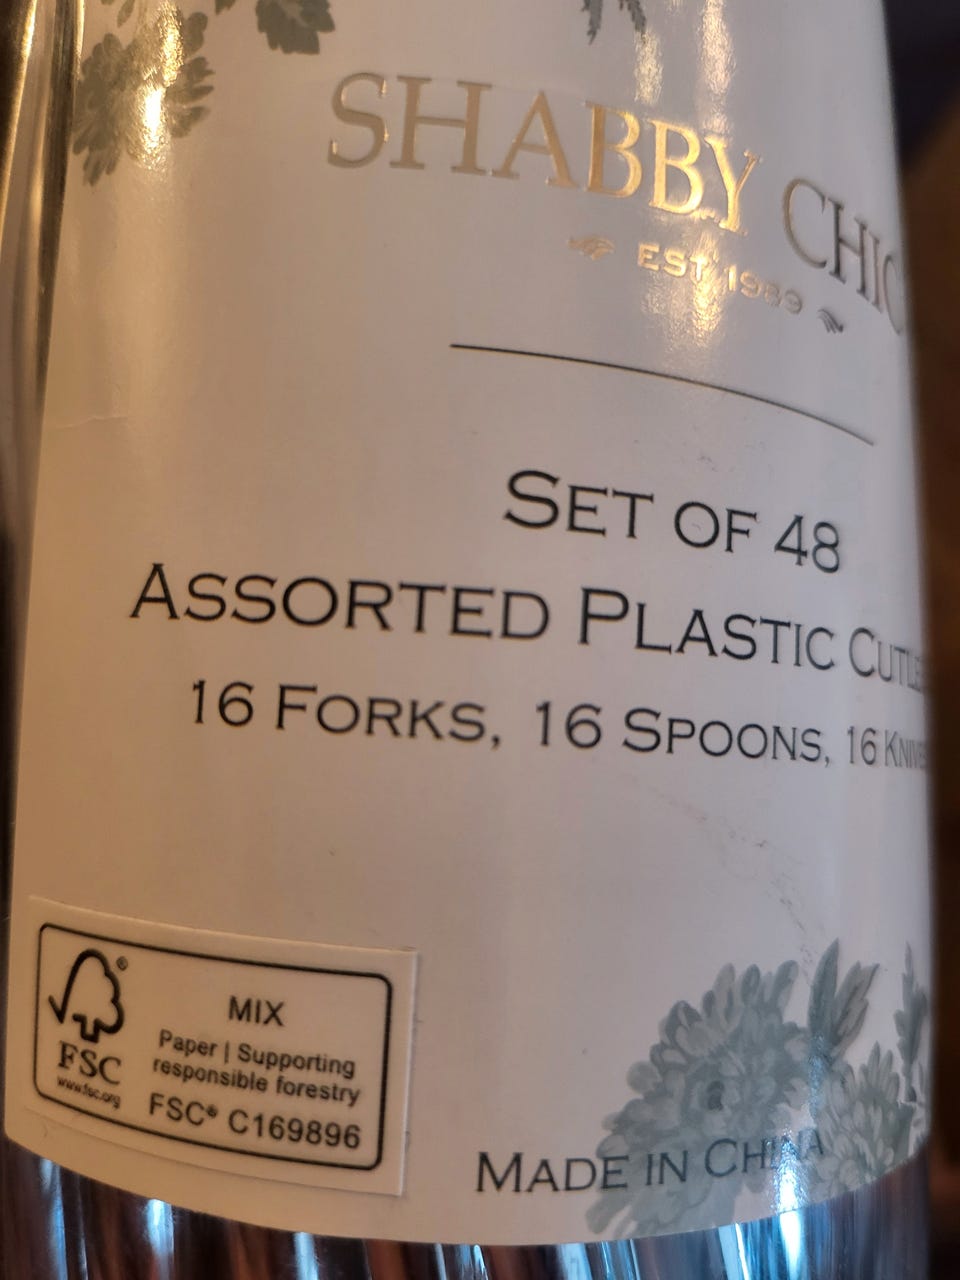 SHABBY CHIC
EST 1989
SET OF 48
ASSORTED PLASTIC
16 FORKS, 16 SPOONS, 16
MIX
Paper | Supporting
responsible forestry
FSC® C169896
FSC
www.fsc.org
MADE IN CHINA